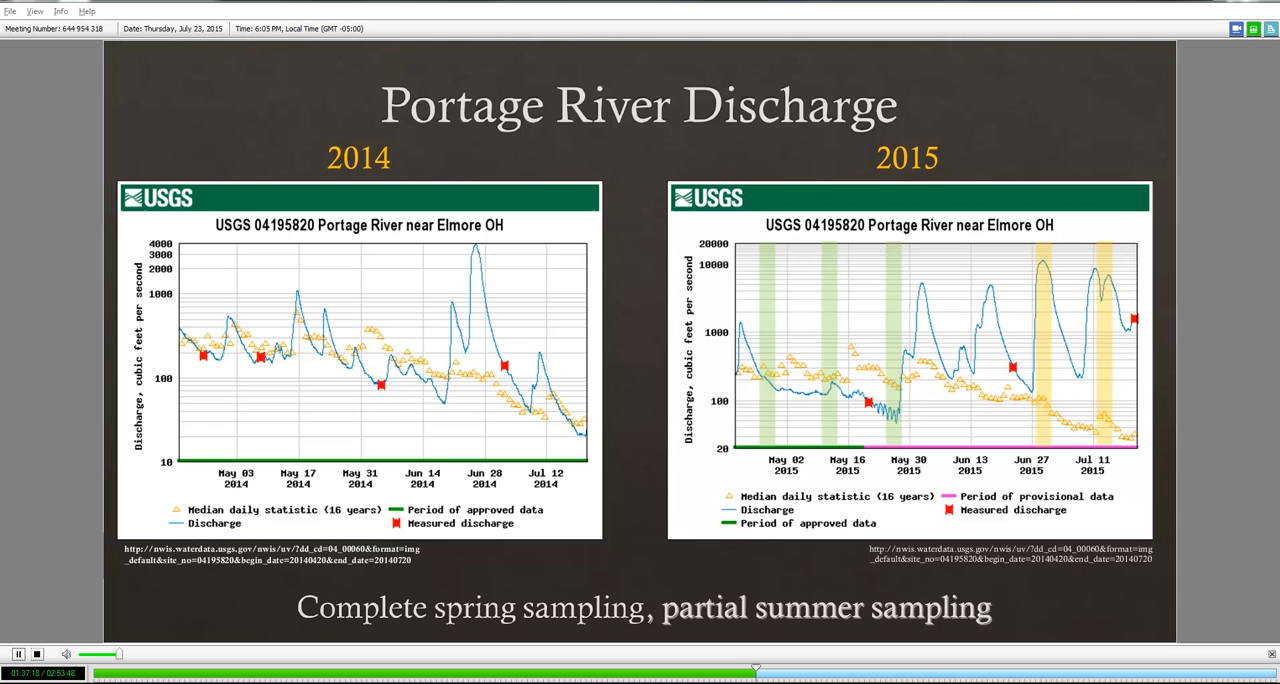 File View Info Help
Meeting Number: 644 954 318 Date: Thursday, July 23, 2015 Time: 6:05 PM, Local Time (GMT -05:00)
Portage River Discharge
2014
USGS
USGS 04195820 Portage River near Elmore OH
Discharge, cubic feet per second
4000
3000
2000
1000
100
10
May 03 May 17 May 31 Jun 14 Jun 28 Jul 12
2014 2014 2014 2014 2014 2014
Median daily statistic (16 years) Period of approved data
Discharge Measured discharge
http://nwis.waterdata.usgs.gov/nwis/uv/?dd_cd=04_00060&format=img
_default&site_no=04195820&begin_date=20140420&end_date=20140720
2015
USGS
USGS 04195820 Portage River near Elmore OH
Discharge, cubic feet per second
20000
10000
1000
100
20
May 02 May 16 May 30 Jun 13 Jun 27 Jul 11
2015 2015 2015 2015 2015 2015
Median daily statistic (16 years) Period of provisional data
Discharge Measured discharge
Period of approved data
http://nwis.waterdata.usgs.gov/nwis/uv/?dd_cd=04_00060&format=img
_default&site_no=04195820&begin_date=20140420&end_date=20140720
Complete spring sampling, partial summer sampling
01:37:18 / 02:53:48